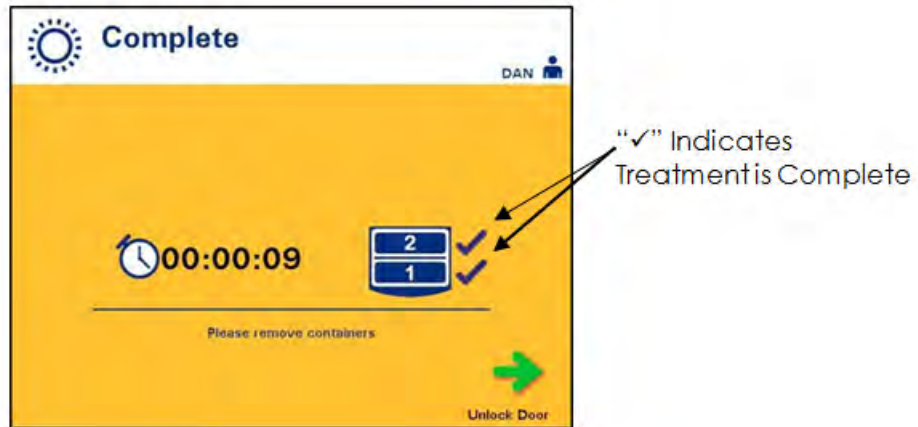 Complete
DAN
"✓" Indicates
Treatment is Complete
00:00:09
2
1
Please remove containers
Unlock Door